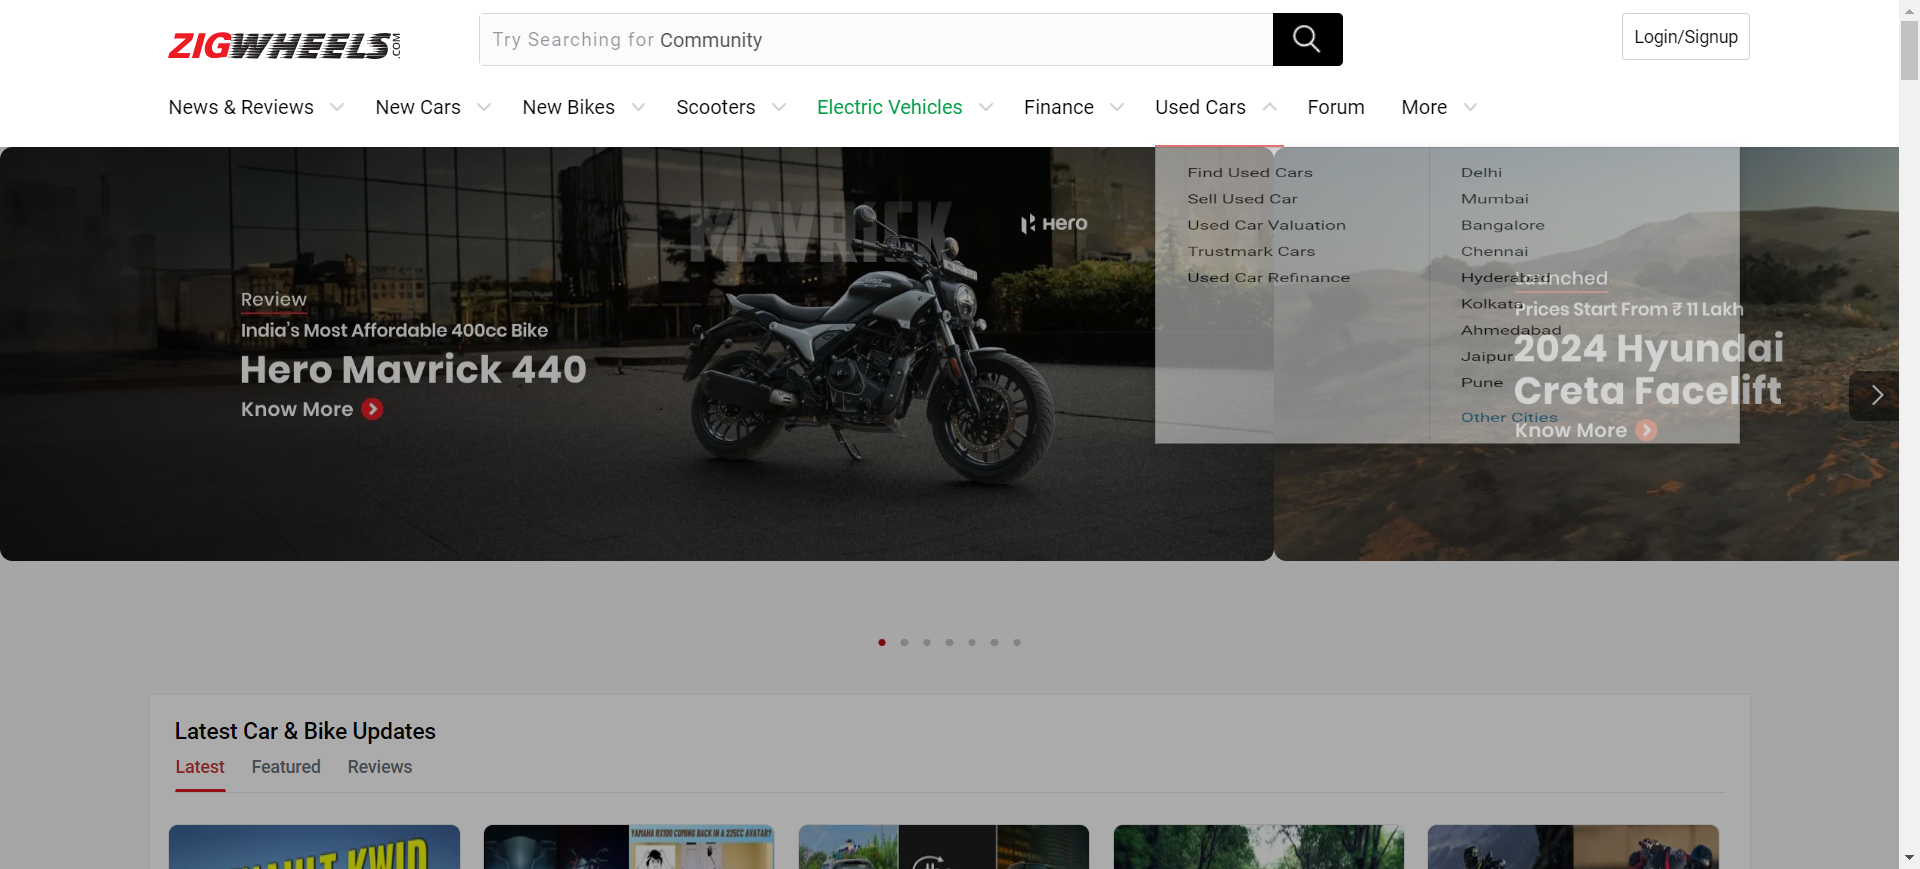 ZIGWHEELS.COM
Try Searching for Community
Login/Signup
News & Reviews
New Cars
New Bikes
Scooters
Electric Vehicles
Finance
Used Cars
Forum
More
MAVRICK
Hero
Review
India's Most Affordable 400cc Bike
Hero Mavrick 440
Know More
Find Used Cars
Sell Used Car
Used Car Valuation
Trustmark Cars
Used Car Refinance
Delhi
Mumbai
Bangalore
Chennai
Hyderabad
Kolkata
Ahmedabad
Jaipur
Pune
Other Cities
Launched
Prices Start From ₹ 11 Lakh
2024 Hyundai
Creta Facelift
Know More
Latest Car & Bike Updates
Latest
Featured
Reviews
YAMAHA RX100 COMING BACK IN A 225CC AVATAR?